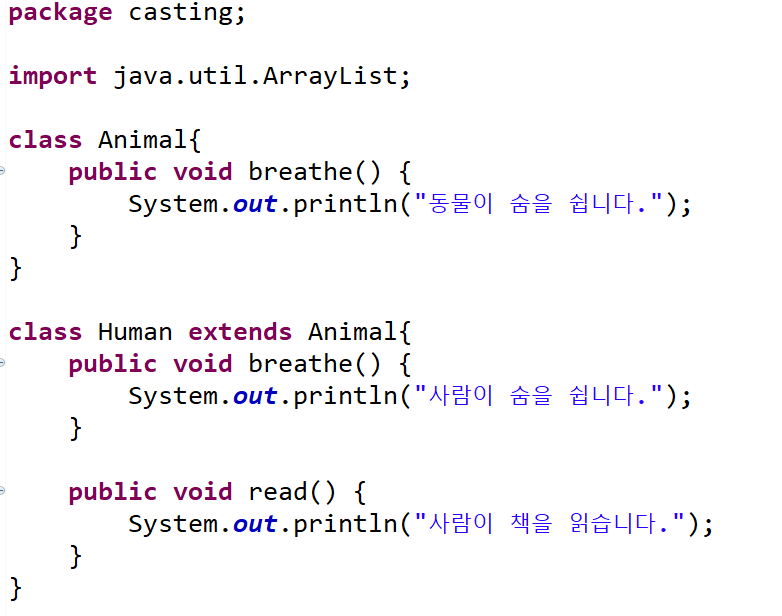 package casting;
import java.util.ArrayList;
class Animal{
    public void breathe() {
        System.out.println("동물이 숨을 쉽니다.");
    }
}
class Human extends Animal{
    public void breathe() {
        System.out.println("사람이 숨을 쉽니다.");
    }
    public void read() {
        System.out.println("사람이 책을 읽습니다.");
    }
}